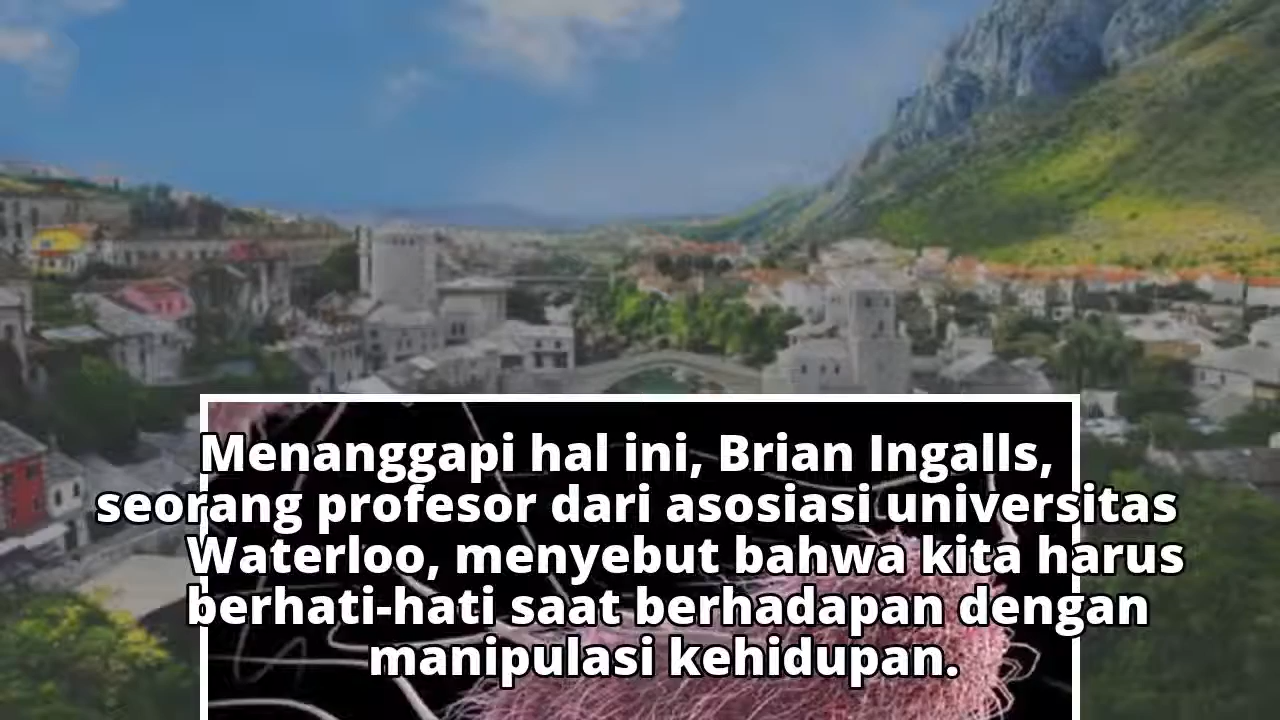 Menanggapi hal ini, Brian Ingalls,
seorang profesor dari asosiasi universitas
Waterloo, menyebut bahwa kita harus
berhati-hati saat berhadapan dengan
manipulasi kehidupan.